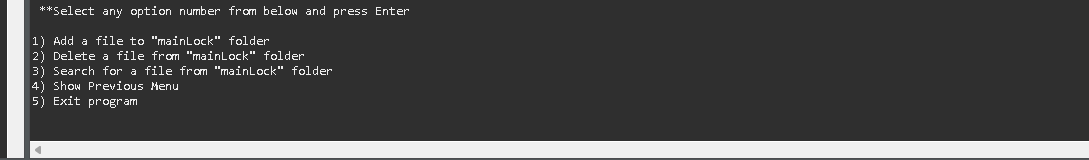 **Select any option number from below and press Enter
1) Add a file to "mainLock" folder
2) Delete a file from "mainLock" folder
3) Search for a file from "mainLock" folder
4) Show Previous Menu
5) Exit program